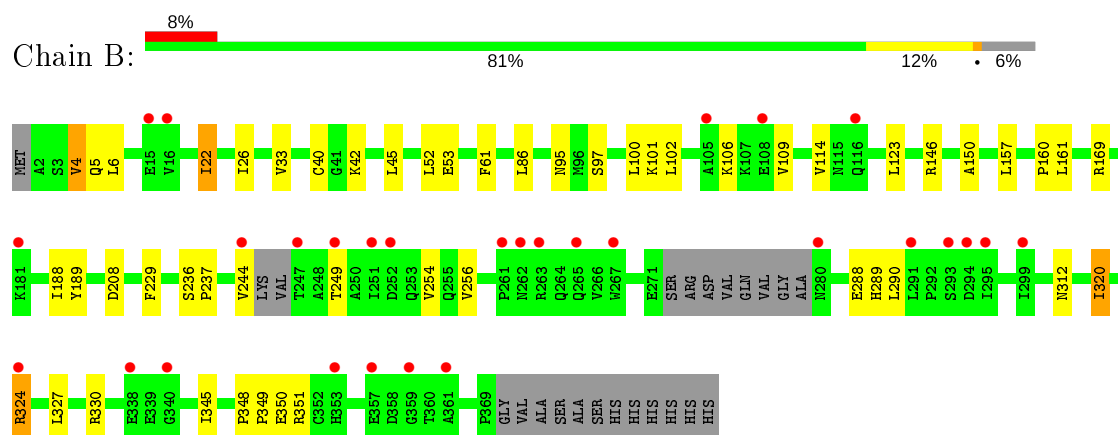 8%
Chain B:
81% 12% • 6%
MET A2 S3 V4 Q5 L6 E15 V16 I22 I26 V33 C40 G41 K42 L45 L52 E53 F61 L86 N95 M96 S97 L100 K101 L102 A105 K106 K107 E108 V109 V114 N115 Q116 L123 R146 A150 L157 P160 L161 R169
K181 I188 Y189 D208 F229 S236 P237 V244 LYS VAL T247 A248 T249 A250 I251 D252 Q253 V254 Q255 V256 P261 N262 R263 Q264 Q265 V266 W267 E271 SER ARG ASP VAL GLN VAL GLY ALA N280 E288 H289 L290 L291 P292 S293 D294 I295 I299 N312 I320
R324 L327 R330 E338 E339 G340 I345 P348 P349 E350 R351 C352 H353 E357 D358 G359 T360 A361 P369 GLY VAL ALA SER ALA SER HIS HIS HIS HIS HIS HIS